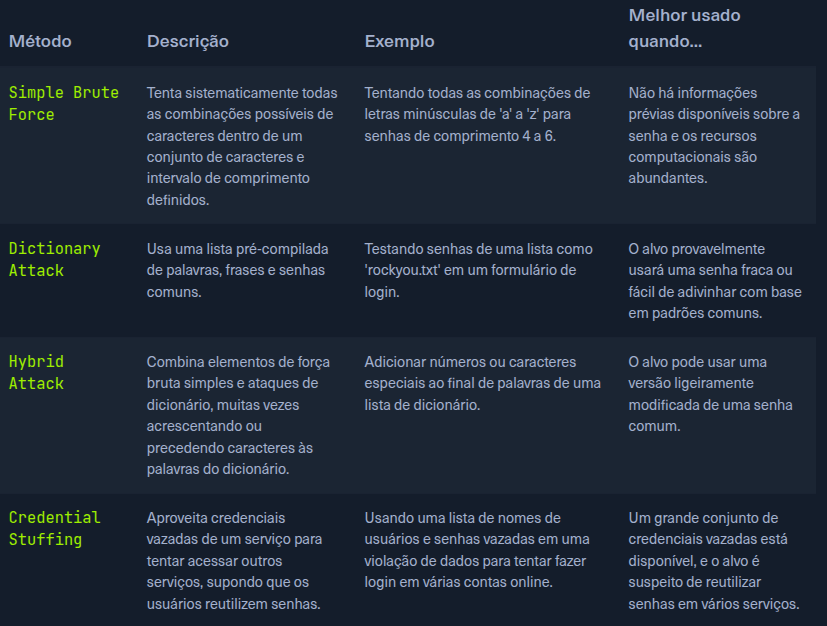 Método
Descrição
Exemplo
Melhor usado
quando...
Simple Brute
Force
Tenta sistematicamente todas
as combinações possíveis de
caracteres dentro de um
conjunto de caracteres e
intervalo de comprimento
definidos.
Tentando todas as combinações de
letras minúsculas de 'a' a 'z' para
senhas de comprimento 4 a 6.
Não há informações
prévias disponíveis sobre a
senha e os recursos
computacionais são
abundantes.
Dictionary
Attack
Usa uma lista pré-compilada
de palavras, frases e senhas
comuns.
Testando senhas de uma lista como
'rockyou.txt' em um formulário de
login.
O alvo provavelmente
usará uma senha fraca ou
fácil de adivinhar com base
em padrões comuns.
Hybrid
Attack
Combina elementos de força
bruta simples e ataques de
dicionário, muitas vezes
acrescentando ou
precedendo caracteres às
palavras do dicionário.
Adicionar números ou caracteres
especiais ao final de palavras de uma
lista de dicionário.
O alvo pode usar uma
versão ligeiramente
modificada de uma senha
comum.
Credential
Stuffing
Aproveita credenciais
vazadas de um serviço para
tentar acessar outros
serviços, supondo que os
usuários reutilizem senhas.
Usando uma lista de nomes de
usuários e senhas vazadas em uma
violação de dados para tentar fazer
login em várias contas online.
Um grande conjunto de
credenciais vazadas está
disponível, e o alvo é
suspeito de reutilizar
senhas em vários serviços.